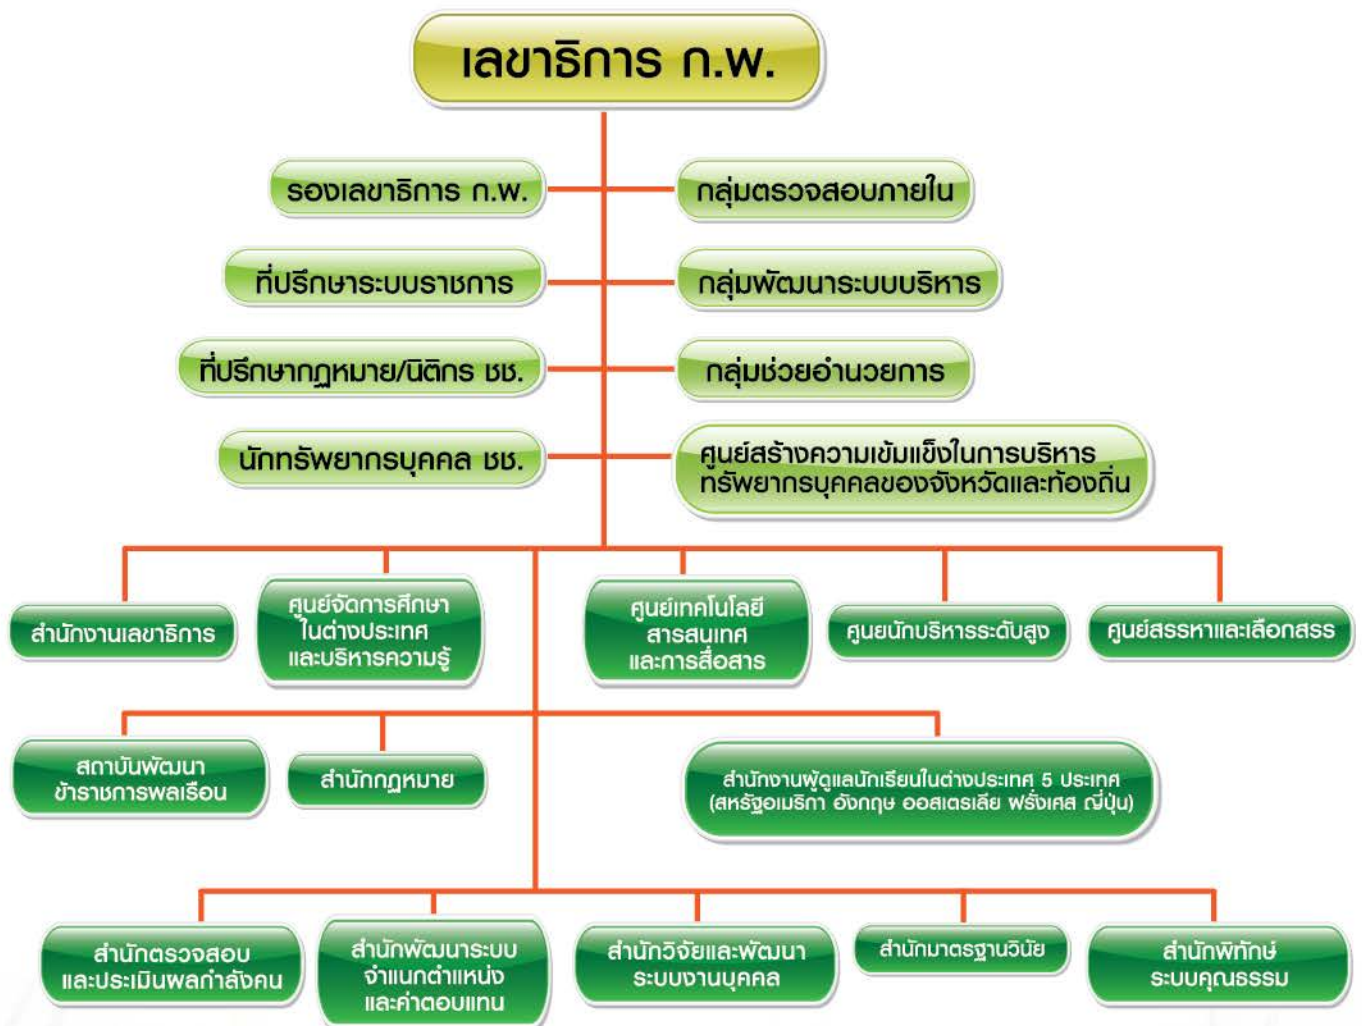 เลขาธิการ ก.พ.
รองเลขาธิการ ก.พ.
กลุ่มตรวจสอบภายใน
ที่ปรึกษาระบบราชการ
กลุ่มพัฒนาระบบบริหาร
ที่ปรึกษากฎหมาย/นิติกร ชช.
กลุ่มช่วยอำนวยการ
นักทรัพยากรบุคคล ชช.
ศูนย์สร้างความเข้มแข็งในการบริหาร
ทรัพยากรบุคคลของจังหวัดและท้องถิ่น
สำนักงานเลขาธิการ
ศูนย์จัดการศึกษา
ในต่างประเทศ
และบริหารความรู้
ศูนย์เทคโนโลยี
สารสนเทศ
และการสื่อสาร
ศูนยนักบริหารระดับสูง
ศูนย์สรรหาและเลือกสรร
สถาบันพัฒนา
ข้าราชการพลเรือน
สำนักกฎหมาย
สำนักงานผู้ดูแลนักเรียนในต่างประเทศ 5 ประเทศ
(สหรัฐอเมริกา อังกฤษ ออสเตรเลีย ฝรั่งเศส ญี่ปุ่น)
สำนักตรวจสอบ
และประเมินผลกำลังคน
สำนักพัฒนาระบบ
จำแนกตำแหน่ง
และค่าตอบแทน
สำนักวิจัยและพัฒนา
ระบบงานบุคคล
สำนักมาตรฐานวินัย
สำนักพิทักษ์
ระบบคุณธรรม